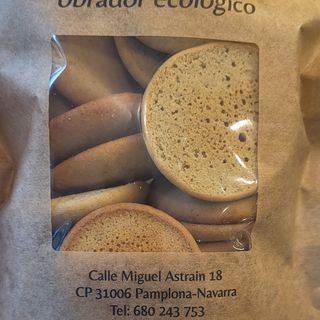 obrador ecológico
Calle Miguel Astrain 18
CP 31006 Pamplona-Navarra
Tel: 680 243 753